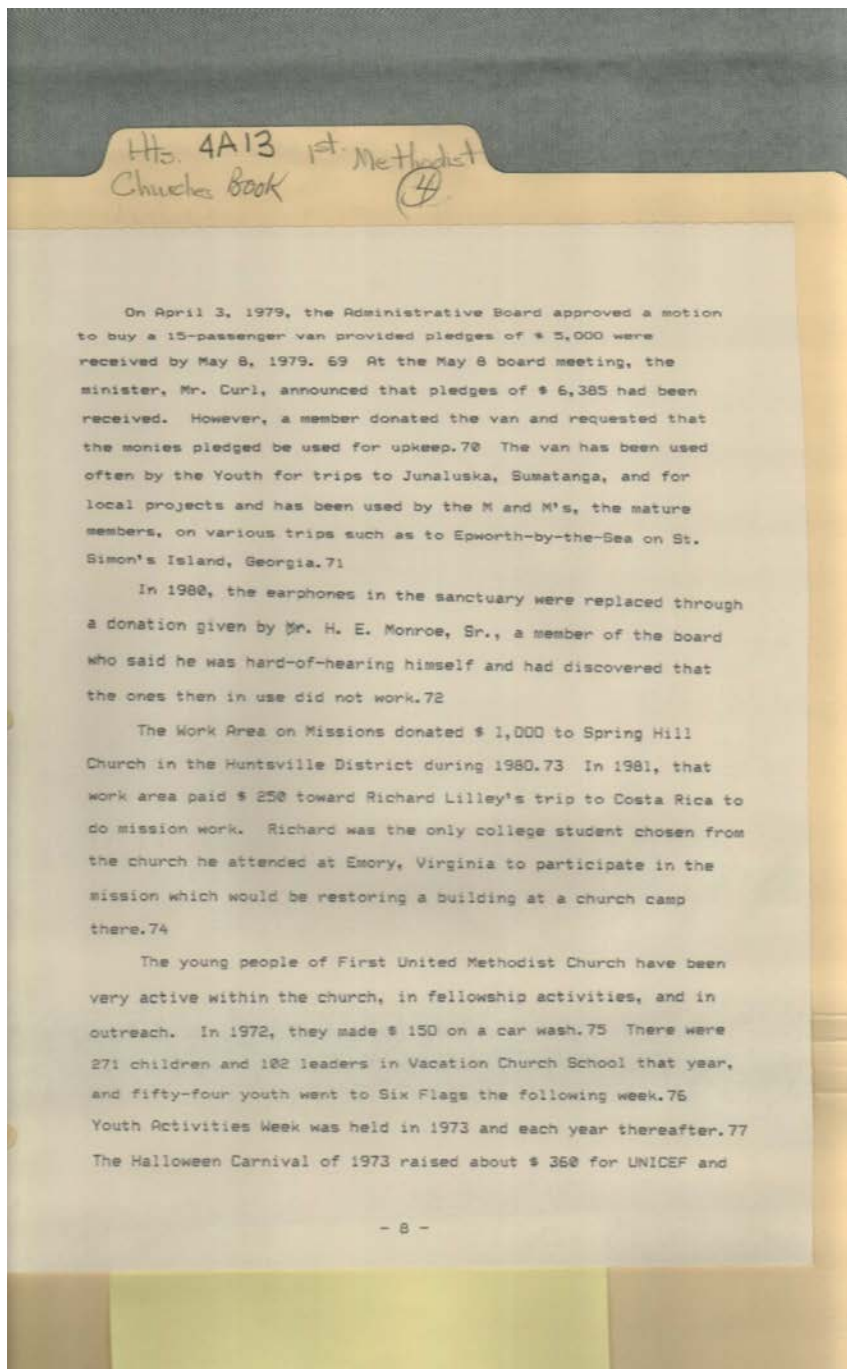 Hts. 4A13 1st. Methodist
Churches Book 4
On April 3, 1979, the Administrative Board approved a motion
to buy a 15-passenger van provided pledges of $ 5,000 were
received by May 8, 1979. 69 At the May 8 board meeting, the
minister, Mr. Curl, announced that pledges of $ 6,385 had been
received. However, a member donated the van and requested that
the monies pledged be used for upkeep.70 The van has been used
often by the Youth for trips to Junaluska, Sumatanga, and for
local projects and has been used by the M and M's, the mature
members, on various trips such as to Epworth-by-the-Sea on St.
Simon's Island, Georgia.71
In 1980, the earphones in the sanctuary were replaced through
a donation given by Mr. H. E. Monroe, Sr., a member of the board
who said he was hard-of-hearing himself and had discovered that
the ones then in use did not work.72
The Work Area on Missions donated $ 1,000 to Spring Hill
Church in the Huntsville District during 1980.73 In 1981, that
work area paid $ 250 toward Richard Lilley's trip to Costa Rica to
do mission work. Richard was the only college student chosen from
the church he attended at Emory, Virginia to participate in the
mission which would be restoring a building at a church camp
there.74
The young people of First United Methodist Church have been
very active within the church, in fellowship activities, and in
outreach. In 1972, they made $ 150 on a car wash.75 There were
271 children and 102 leaders in Vacation Church School that year,
and fifty-four youth went to Six Flags the following week.76
Youth Activities Week was held in 1973 and each year thereafter.77
The Halloween Carnival of 1973 raised about $ 360 for UNICEF and
- 8 -